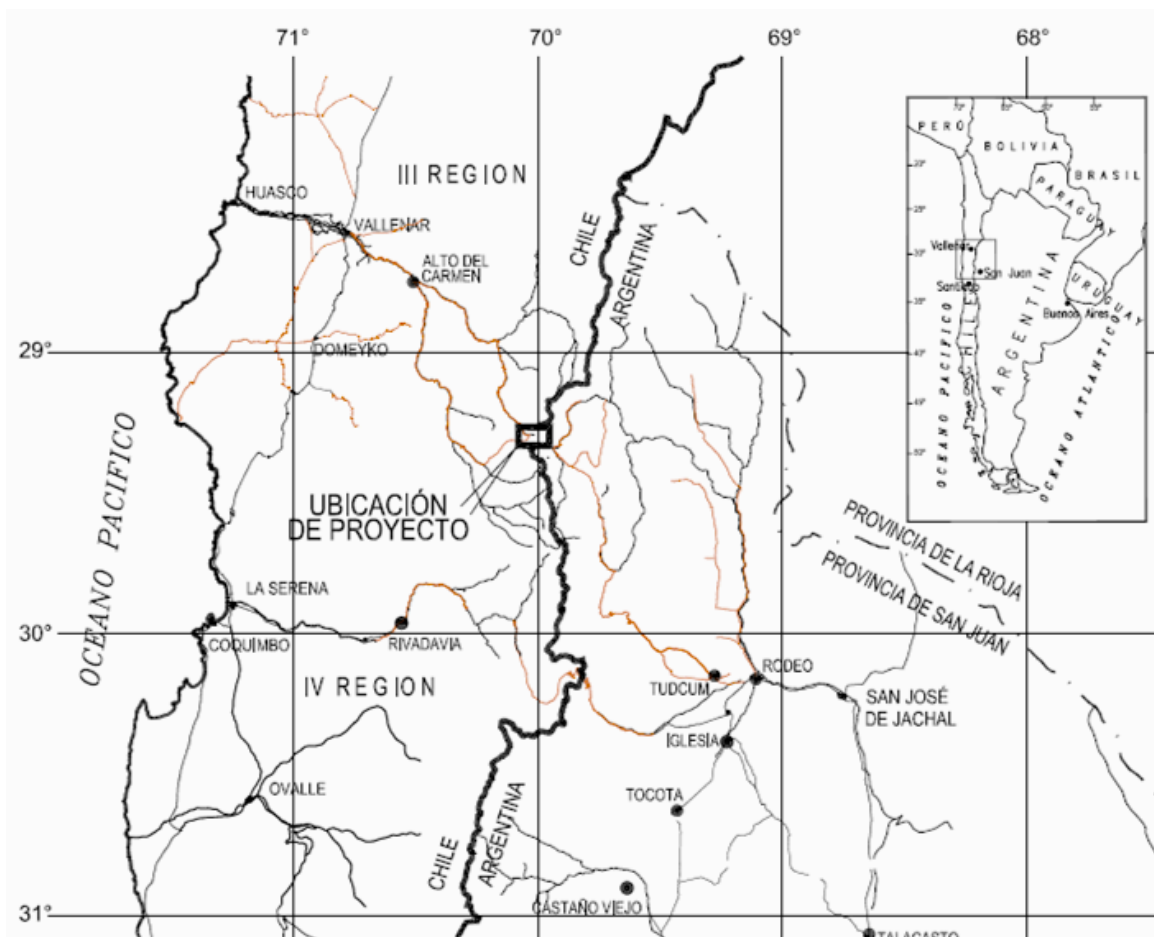 71°
70°
69°
68°
29°
30°
31°
HUASCO
III REGION
VALLENAR
ALTO DEL
CARMEN
DOMEYKO
CHILE
ARGENTINA
OCEANO PACIFICO
UBICACIÓN
DE PROYECTO
LA SERENA
COQUIMBO
RIVADAVIA
IV REGION
OVALLE
CHILE
ARGENTINA
TUDCUM
RODEO
IGLESIA
SAN JOSÉ
DE JACHAL
TOCOTA
CASTAÑO VIEJO
TALACASTO
PROVINCIA DE LA RIOJA
PROVINCIA DE SAN JUAN
PERÚ
BOLIVIA
BRASIL
PARAGUAY
URUGUAY
Vallenar
San Juan
Santiago
Buenos Aires
CHILE
ARGENTINA
OCEANO PACIFICO
OCEANO ATLANTICO